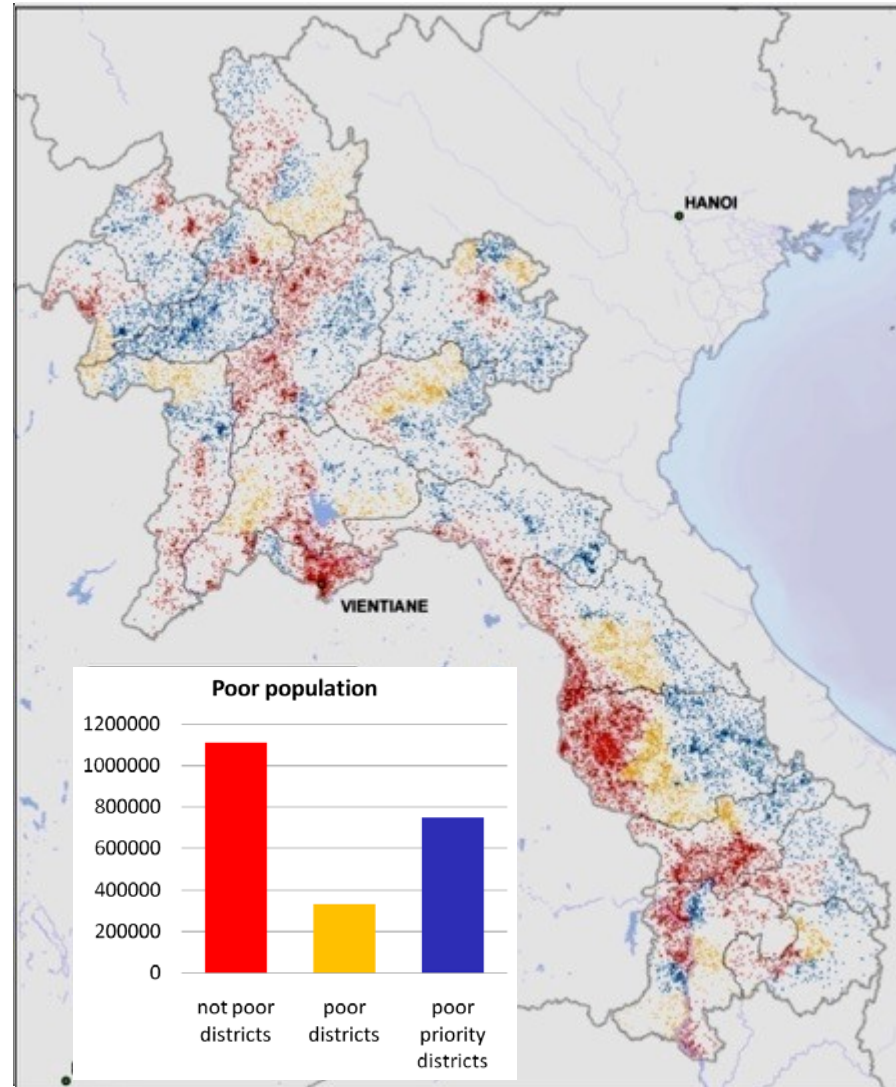 HANOI
VIENTIANE
Poor population
1200000
1000000
800000
600000
400000
200000
0
not poor
districts
poor
districts
poor
priority
districts